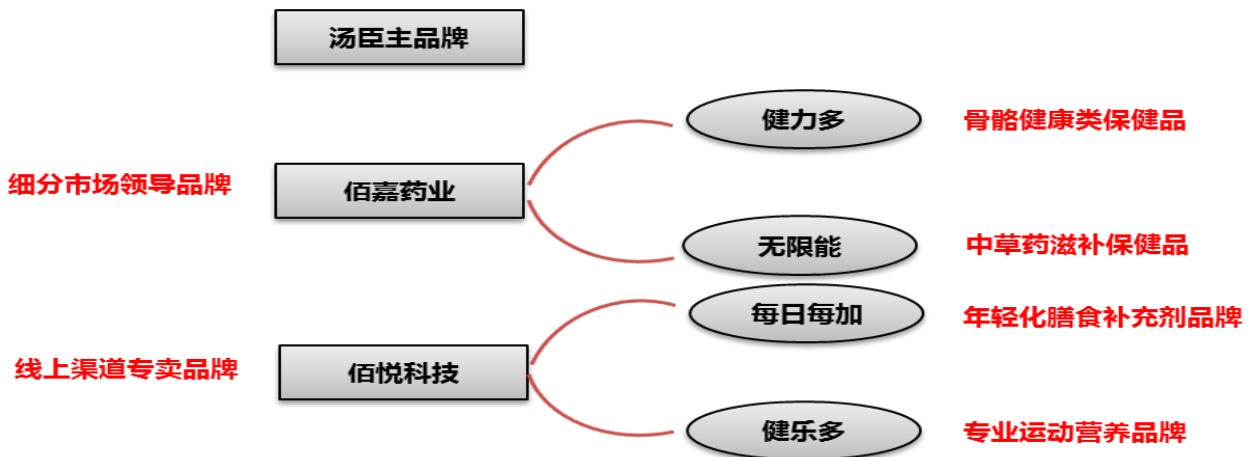 汤臣主品牌
健力多
骨骼健康类保健品
细分市场领导品牌
佰嘉药业
无限能
中草药滋补保健品
每日每加
年轻化膳食补充剂品牌
线上渠道专卖品牌
佰悦科技
健乐多
专业运动营养品牌